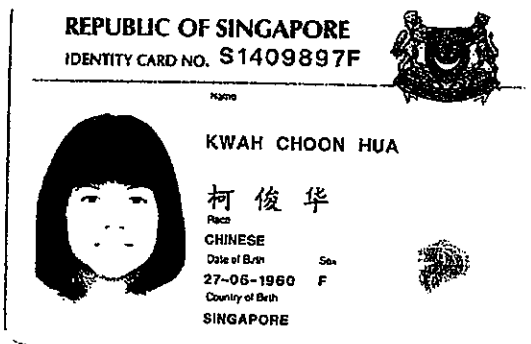 REPUBLIC OF SINGAPORE
IDENTITY CARD NO. S1409897F
Name
KWAH CHOON HUA
柯俊华
Race
CHINESE
Date of Birth Sex
27-06-1960 F
Country of Birth
SINGAPORE